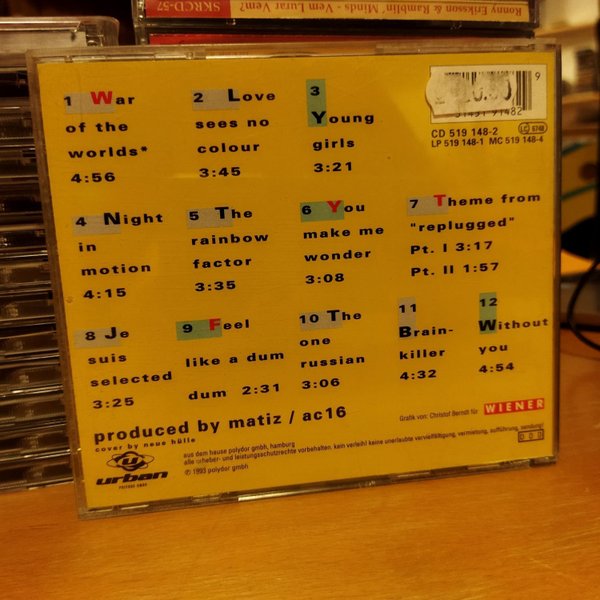 Ronny Eriksson & Ramblin' Minds - Vem Lurar Vem?
SKRCD-57
1 War
of the
worlds*
4:56
2 Love
sees no
colour
3:45
3
Young
girls
3:21
9
CD 519 148-2
LC 5748
LP 519 148-1 MC 519 148-4
4 Night
in
motion
4:15
5 The
rainbow
factor
3:35
6 You
make me
wonder
3:08
7 Theme from
"replugged"
Pt. I 3:17
Pt. II 1:57
8 Je
suis
selected
3:25
9 Feel
like a dum
dum 2:31
10 The
one
russian
3:06
11
Brain-
killer
4:32
12
Without
you
4:54
produced by matiz / ac16
cover by neue hülle
Grafik von: Christof Berndt für WIENER
aus dem hause polydor gmbh, hamburg
alle urheber- und leistungsschutzrechte vorbehalten. kein verleih! keine unerlaubte vervielfältigung, vermietung, aufführung, sendung!
℗ 1993 polydor gmbh
DDD
urban